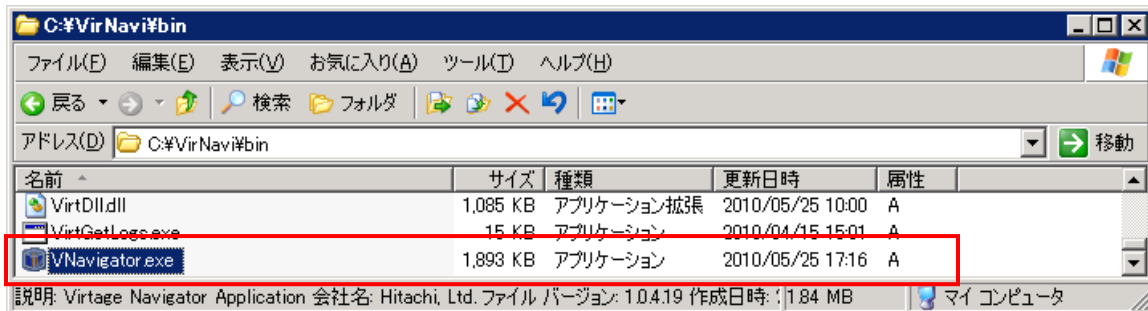 C:¥VirNavi¥bin
ファイル(F) 編集(E) 表示(V) お気に入り(A) ツール(T) ヘルプ(H)
戻る 検索 フォルダ
アドレス(D) C:¥VirNavi¥bin 移動
名前 サイズ 種類 更新日時 属性
VirtDll.dll 1,085 KB アプリケーション拡張 2010/05/25 10:00 A
VirtGetLogs.exe 15 KB アプリケーション 2010/04/15 15:01 A
VNavigator.exe 1,893 KB アプリケーション 2010/05/25 17:16 A
説明: Virtage Navigator Application 会社名: Hitachi, Ltd. ファイル バージョン: 1.0.4.19 作成日時: 1.84 MB マイ コンピュータ